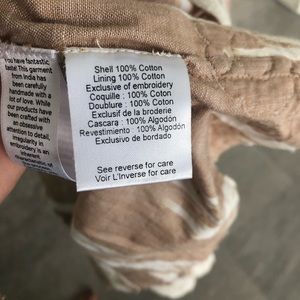 you have fantastic
taste! This garment
from India has
been carefully
handmade with a
lot of love. While
products have
been crafted with
an obsessive
attention to detail,
irregularity in
embroidery is an
characteristic of
Shell 100% Cotton
Lining 100% Cotton
Exclusive of embroidery
Coquille : 100% Coton
Doublure : 100% Coton
Exclusif de la broderie
Cascara : 100% Algodón
Revestimiento : 100% Algodón
Exclusivo de bordado
See reverse for care
Voir L'Inverse for care